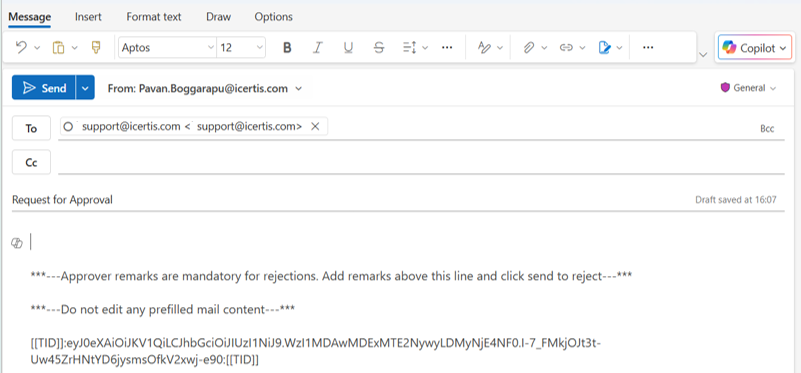 Message Insert Format text Draw Options
Aptos 12 B I U S Copilot
Send From: Pavan.Boggarapu@icertis.com General
To support@icertis.com < support@icertis.com> Bcc
Cc
Request for Approval Draft saved at 16:07
***---Approver remarks are mandatory for rejections. Add remarks above this line and click send to reject---***
***---Do not edit any prefilled mail content---***
[[TID]]:eyJ0eXAiOiJKV1QiLCJhbGciOiJIUzI1NiJ9.WzI1MDAwMDExMTE2NywyLDMyNjE4NF0.I-7_FMkjOJt3t-
Uw45ZrHNtYD6jysmsOfkV2xwj-e90:[[TID]]